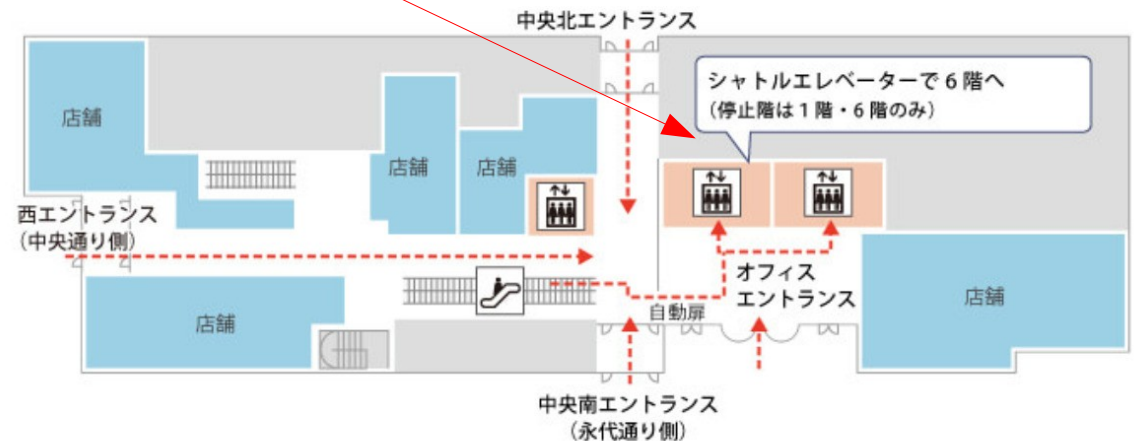 中央北エントランス
シャトルエレベーターで6階へ
（停止階は1階・6階のみ）
店舗
店舗
店舗
西エントランス
（中央通り側）
オフィス
エントランス
店舗
自動扉
店舗
中央南エントランス
（永代通り側）